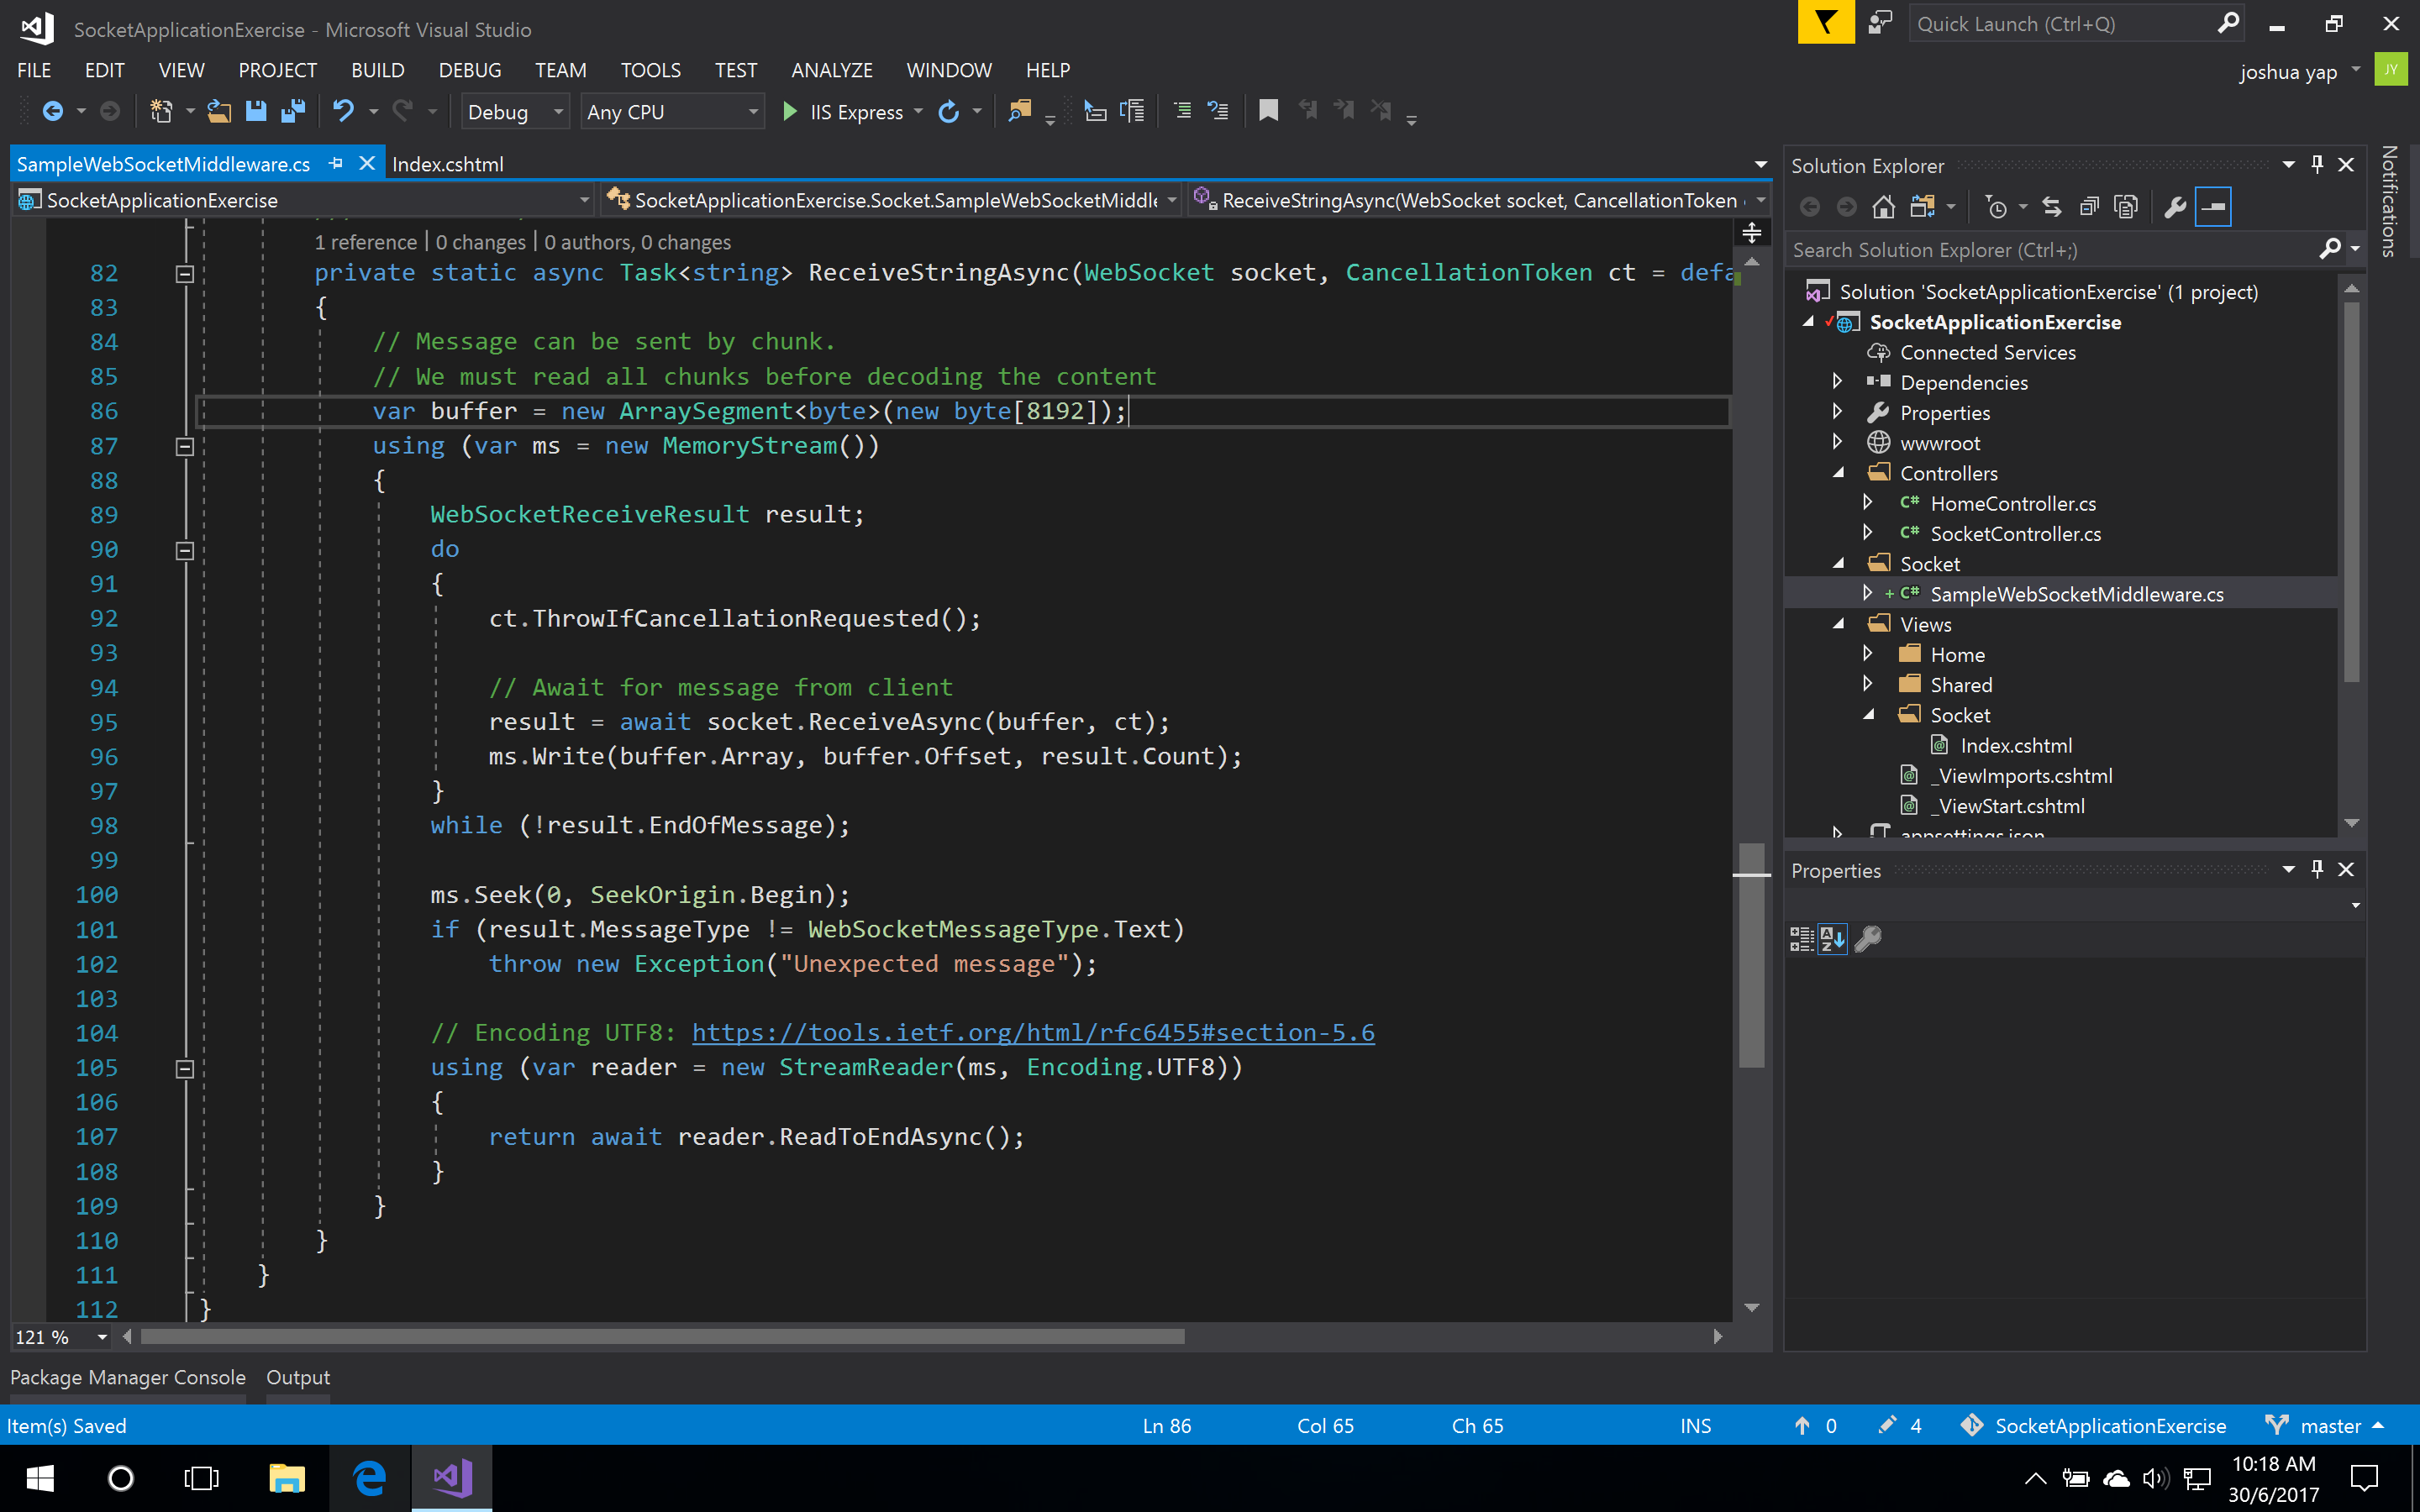 SocketApplicationExercise - Microsoft Visual Studio
Quick Launch (Ctrl+Q)
FILE EDIT VIEW PROJECT BUILD DEBUG TEAM TOOLS TEST ANALYZE WINDOW HELP
joshua yap JY
Debug Any CPU IIS Express
SampleWebSocketMiddleware.cs Index.cshtml
SocketApplicationExercise SocketApplicationExercise.Socket.SampleWebSocketMiddle ReceiveStringAsync(WebSocket socket, CancellationToken
1 reference | 0 changes | 0 authors, 0 changes
82 private static async Task<string> ReceiveStringAsync(WebSocket socket, CancellationToken ct = defa
83 {
84 // Message can be sent by chunk.
85 // We must read all chunks before decoding the content
86 var buffer = new ArraySegment<byte>(new byte[8192]);
87 using (var ms = new MemoryStream())
88 {
89 WebSocketReceiveResult result;
90 do
91 {
92 ct.ThrowIfCancellationRequested();
93
94 // Await for message from client
95 result = await socket.ReceiveAsync(buffer, ct);
96 ms.Write(buffer.Array, buffer.Offset, result.Count);
97 }
98 while (!result.EndOfMessage);
99
100 ms.Seek(0, SeekOrigin.Begin);
101 if (result.MessageType != WebSocketMessageType.Text)
102 throw new Exception("Unexpected message");
103
104 // Encoding UTF8: https://tools.ietf.org/html/rfc6455#section-5.6
105 using (var reader = new StreamReader(ms, Encoding.UTF8))
106 {
107 return await reader.ReadToEndAsync();
108 }
109 }
110 }
111 }
112 }
121 %
Package Manager Console Output
Solution Explorer
Search Solution Explorer (Ctrl+;)
Solution 'SocketApplicationExercise' (1 project)
SocketApplicationExercise
Connected Services
Dependencies
Properties
wwwroot
Controllers
C# HomeController.cs
C# SocketController.cs
Socket
+ C# SampleWebSocketMiddleware.cs
Views
Home
Shared
Socket
Index.cshtml
_ViewImports.cshtml
_ViewStart.cshtml
appsettings.json
Properties
Notifications
Item(s) Saved Ln 86 Col 65 Ch 65 INS 0 4 SocketApplicationExercise master
10:18 AM
30/6/2017